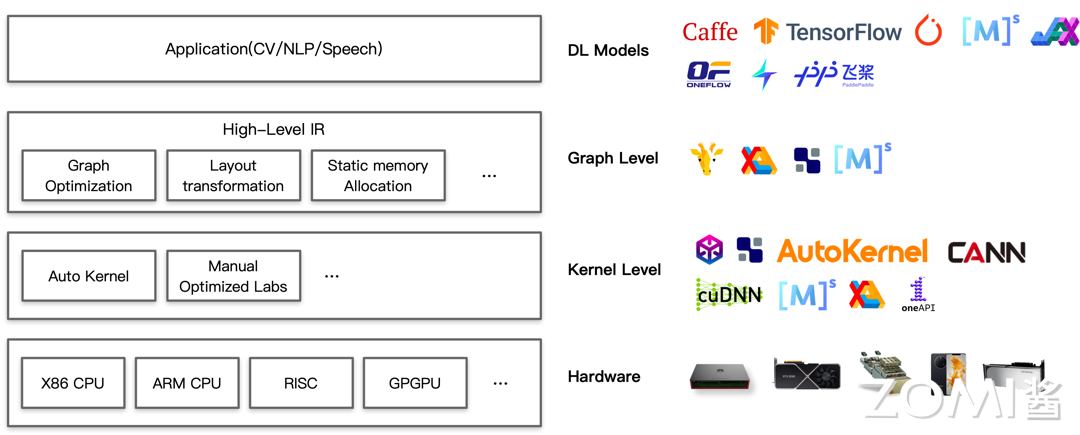 Application(CV/NLP/Speech)
DL Models
Caffe
TensorFlow
[M]s
JAX
OF
ONEFLOW
飞桨
PaddlePaddle
High-Level IR
Graph
Optimization
Layout
transformation
Static memory
Allocation
...
Graph Level
[M]s
Auto Kernel
Manual
Optimized Labs
...
Kernel Level
AutoKernel
CANN
cuDNN
[M]s
oneAPI
X86 CPU
ARM CPU
RISC
GPGPU
...
Hardware
ZOMI酱